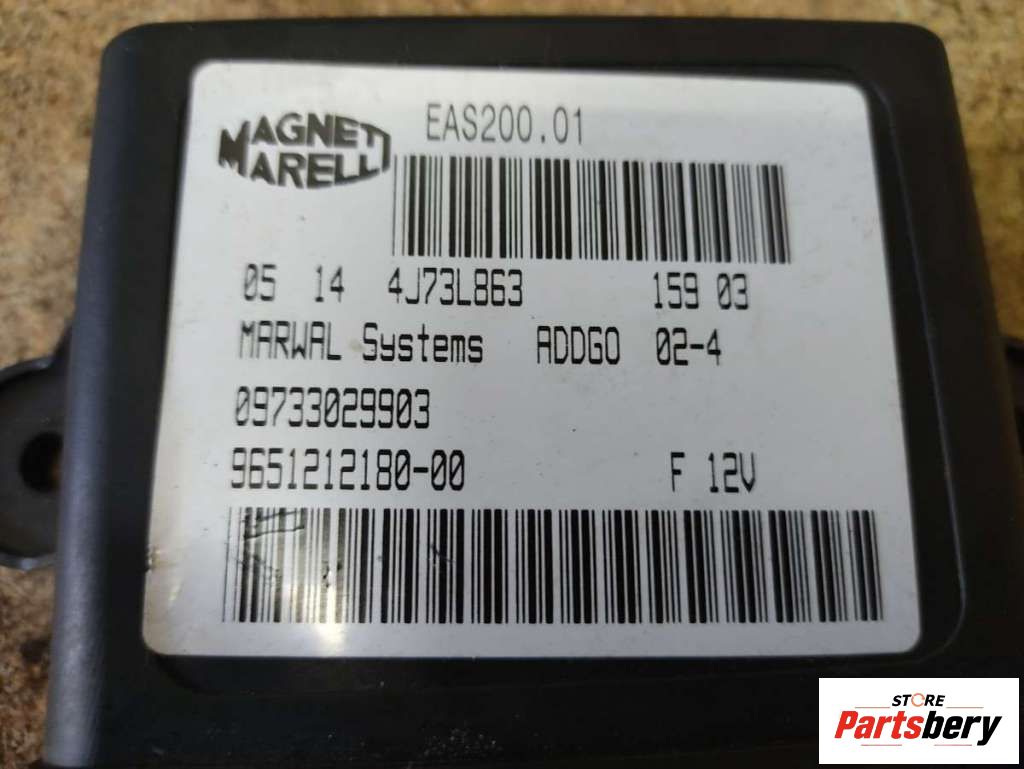 MAGNETI
MARELLI
EAS200.01
05 14 4J73L863 159 03
MARWAL Systems ADDGO 02-4
09733029903
9651212180-00 F 12V
STORE
Partsbery